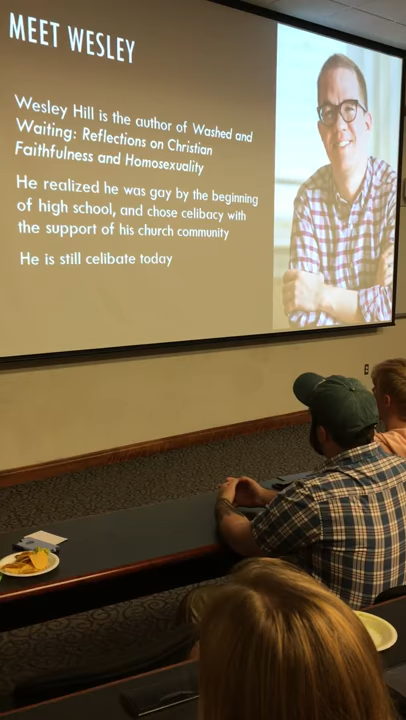 MEET WESLEY
Wesley Hill is the author of Washed and
Waiting: Reflections on Christian
Faithfulness and Homosexuality
He realized he was gay by the beginning
of high school, and chose celibacy with
the support of his church community
He is still celibate today